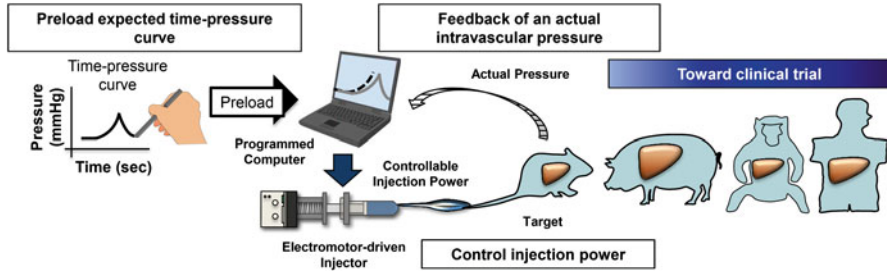 Preload expected time-pressure
curve
Feedback of an actual
intravascular pressure
Time-pressure
curve
Pressure
(mmHg)
Time (sec)
Preload
Programmed
Computer
Actual Pressure
Toward clinical trial
Controllable
Injection Power
Target
Electromotor-driven
Injector
Control injection power